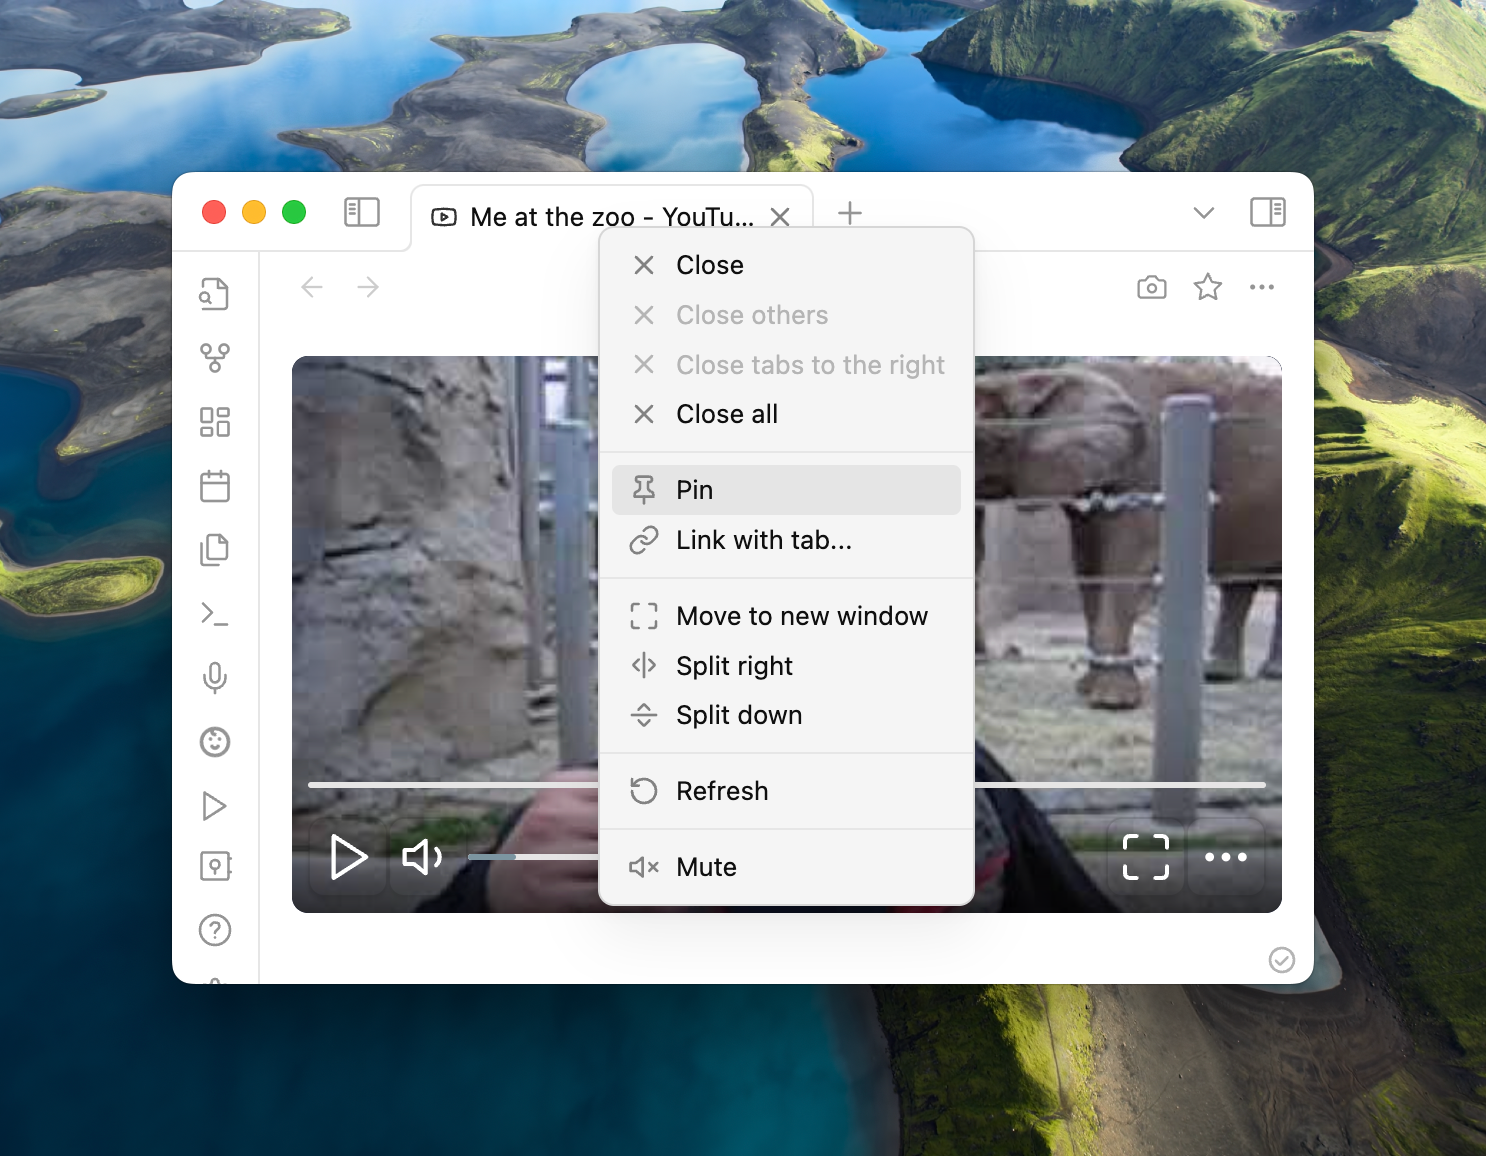 Me at the zoo - YouTu...
Close
Close others
Close tabs to the right
Close all
Pin
Link with tab...
Move to new window
Split right
Split down
Refresh
Mute